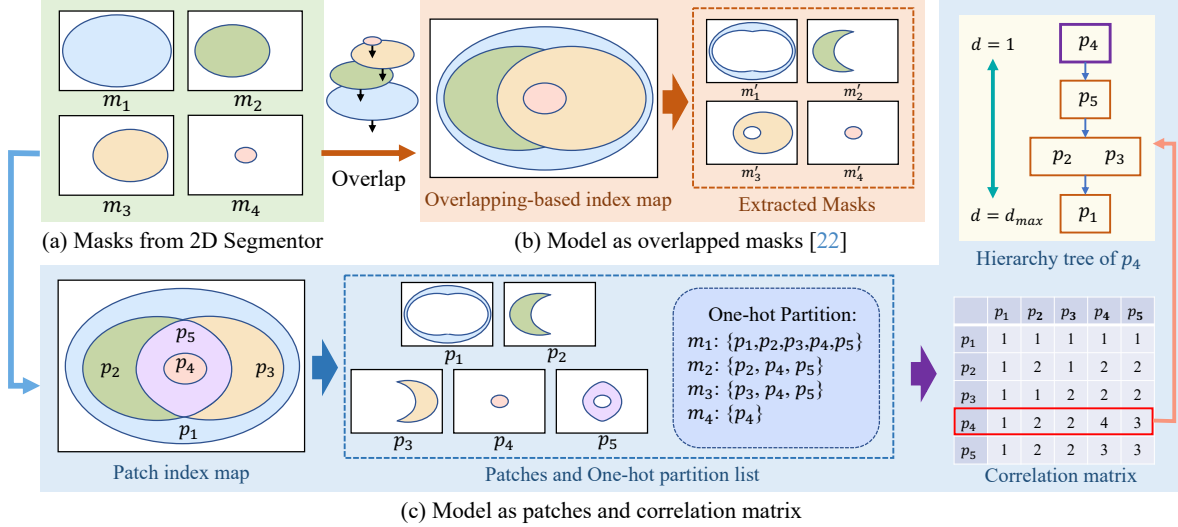 m₁
m₂
m₃
m₄
(a) Masks from 2D Segmentor
Overlap
Overlapping-based index map
m′₁
m′₂
m′₃
m′₄
Extracted Masks
(b) Model as overlapped masks [22]
d = 1
d = dₘₐₓ
p₄
p₅
p₂ p₃
p₁
Hierarchy tree of p₄
p₅
p₂ p₄ p₃
p₁
Patch index map
p₁
p₂
p₃
p₄
p₅
One-hot Partition:
m₁: {p₁,p₂,p₃,p₄,p₅}
m₂: {p₂, p₄, p₅}
m₃: {p₃, p₄, p₅}
m₄: {p₄}
Patches and One-hot partition list
p₁ p₂ p₃ p₄ p₅
p₁ 1 1 1 1 1
p₂ 1 2 1 2 2
p₃ 1 1 2 2 2
p₄ 1 2 2 4 3
p₅ 1 2 2 3 3
Correlation matrix
(c) Model as patches and correlation matrix